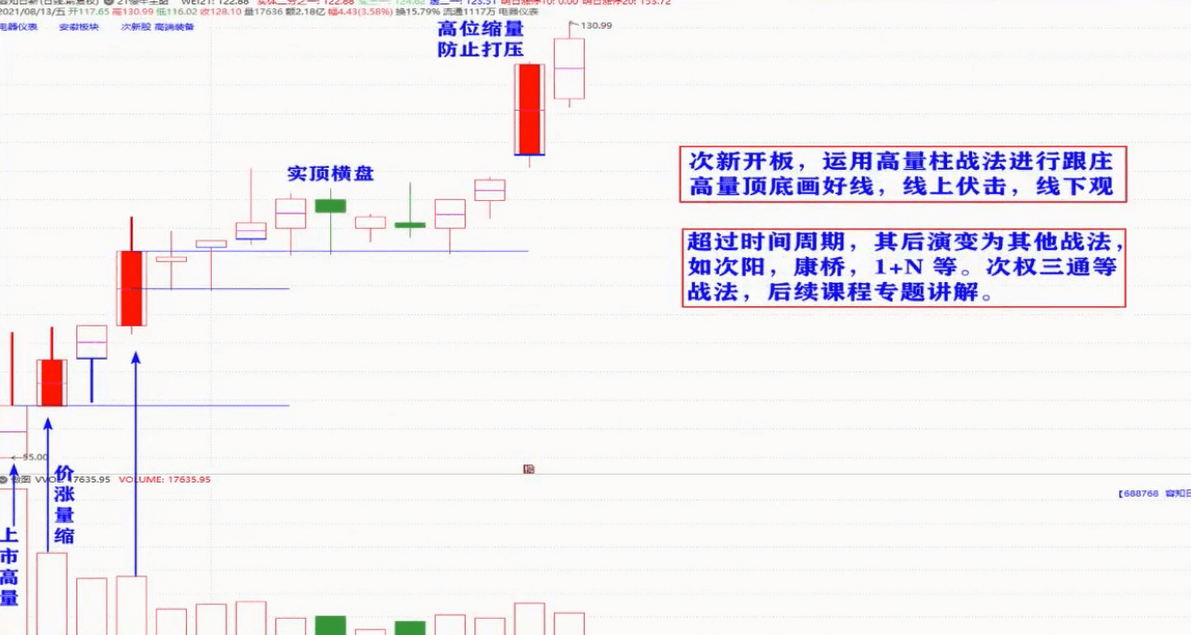 2021/08/13/五 开117.65 高130.99 低116.02 收128.10 量17636 额2.18亿 幅4.43(3.58%) 换15.79% 流通1117万 电器仪表
电器仪表 安徽板块 次新股 高端装备
高位缩量
防止打压
130.99
实顶横盘
次新开板，运用高量柱战法进行跟庄
高量顶底画好线，线上伏击，线下观
超过时间周期，其后演变为其他战法，
如次阳，康桥，1+N 等。次权三通等
战法，后续课程专题讲解。
55.00
17635.95 VOLUME: 17635.95
【688768 容知日
价涨量缩
上市高量